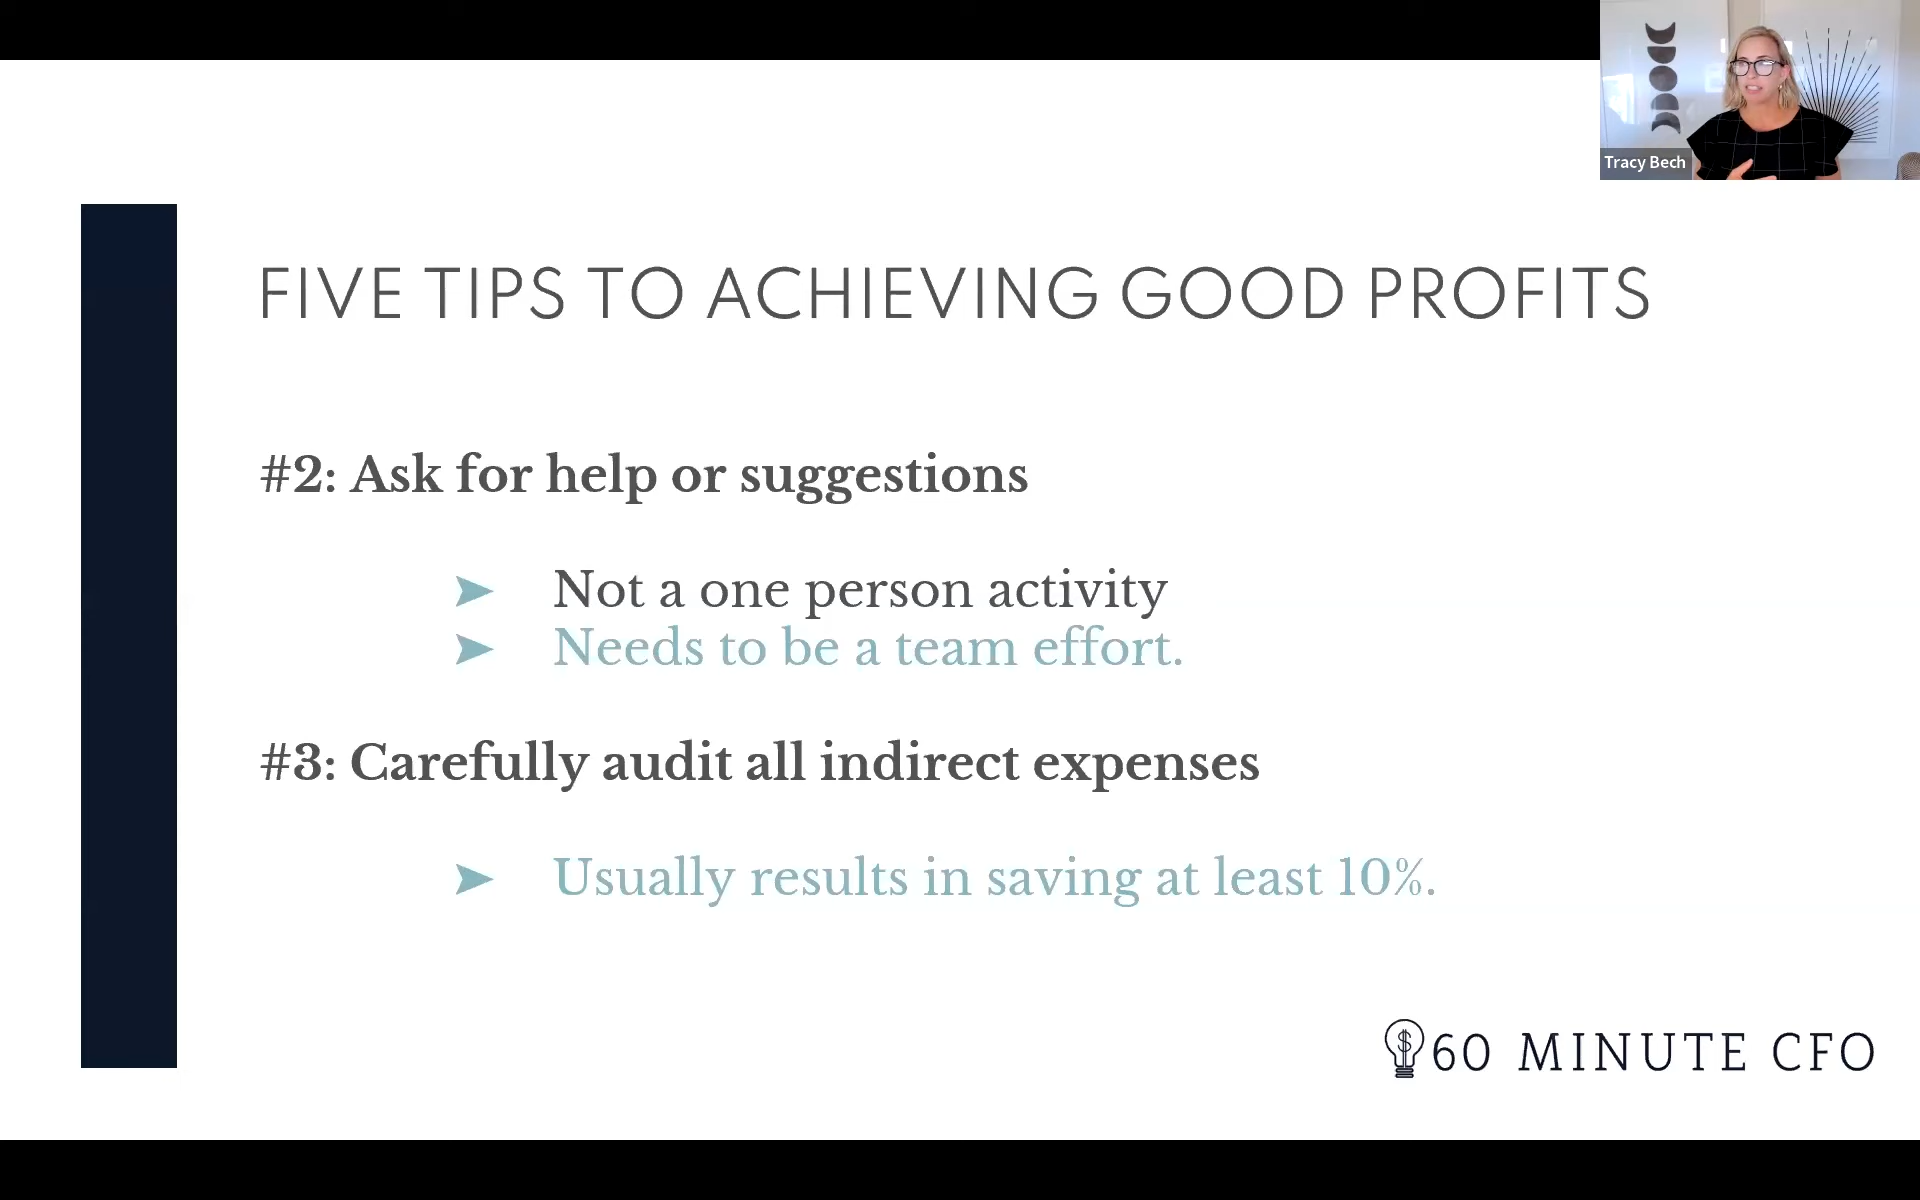 Tracy Bech
FIVE TIPS TO ACHIEVING GOOD PROFITS
#2: Ask for help or suggestions
➤ Not a one person activity
➤ Needs to be a team effort.
#3: Carefully audit all indirect expenses
➤ Usually results in saving at least 10%.
$60 MINUTE CFO